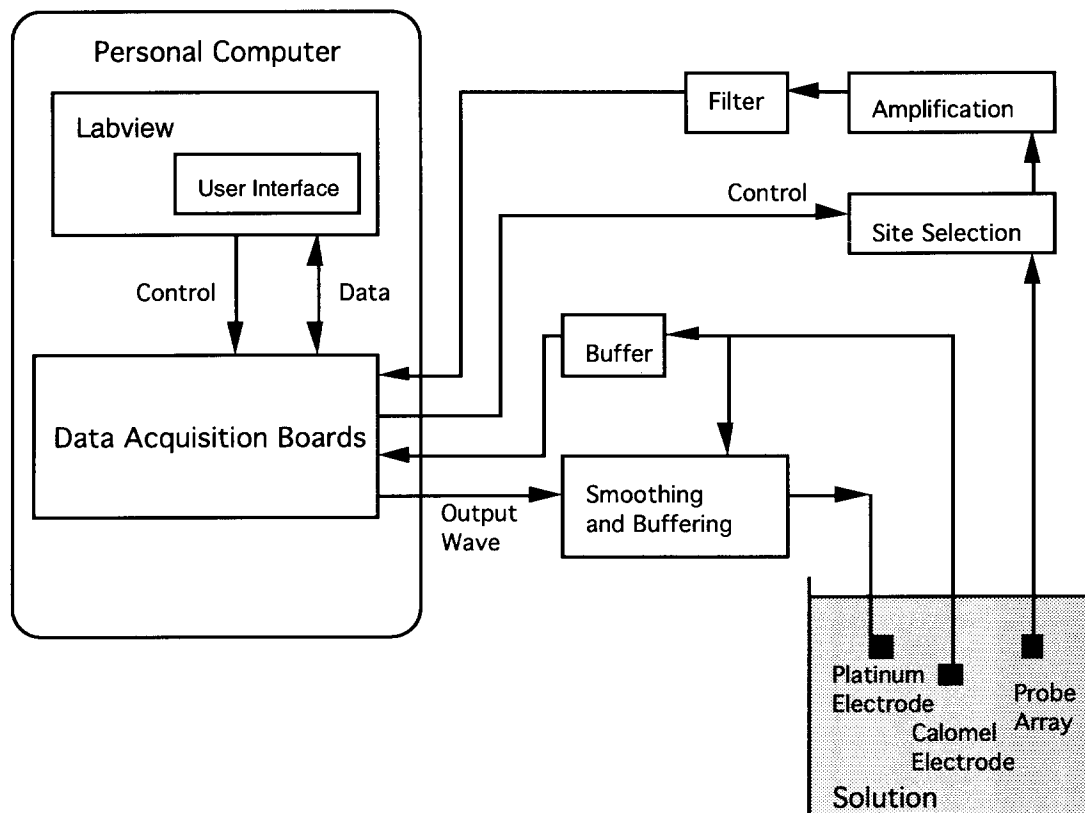 Personal Computer
Labview
User Interface
Control
Data
Data Acquisition Boards
Filter
Amplification
Control
Site Selection
Buffer
Output
Wave
Smoothing
and Buffering
Platinum
Electrode
Calomel
Electrode
Probe
Array
Solution